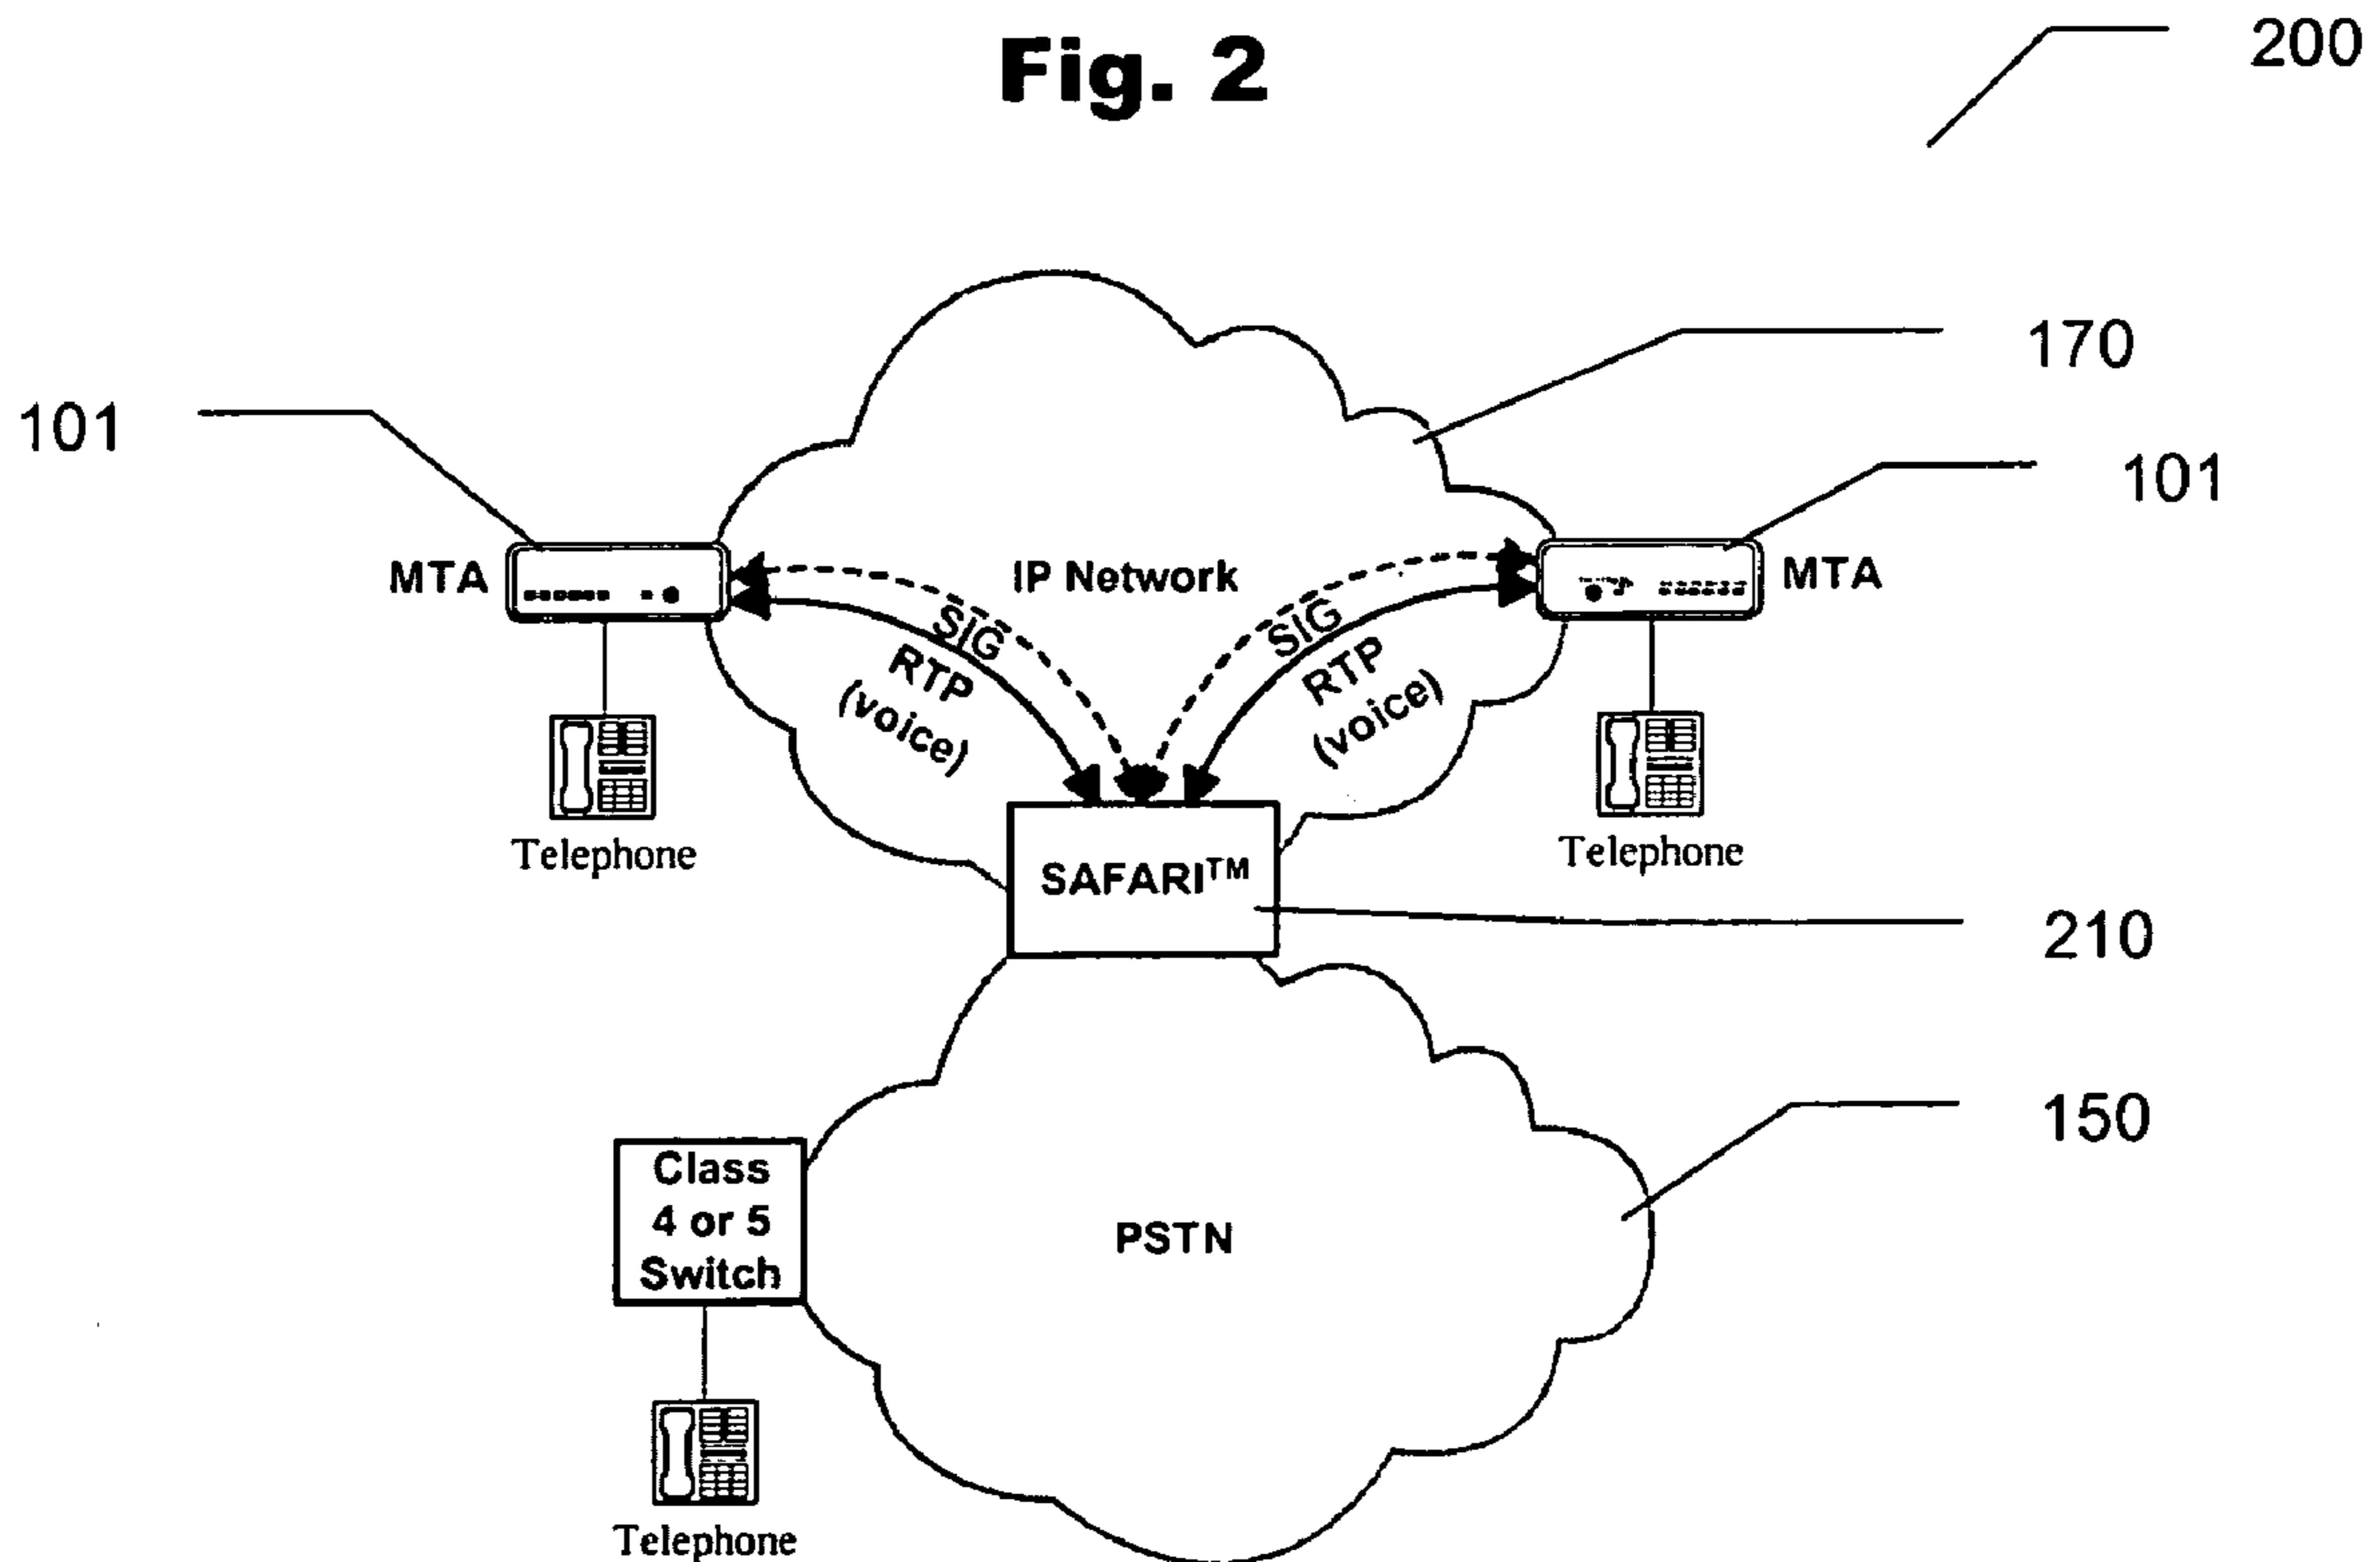 Fig. 2
200
170
101
101
MTA
IP Network
MTA
SIG
SIG
RTP
(voice)
RTP
(voice)
Telephone
Telephone
SAFARI™
210
150
Class
4 or 5
Switch
PSTN
Telephone